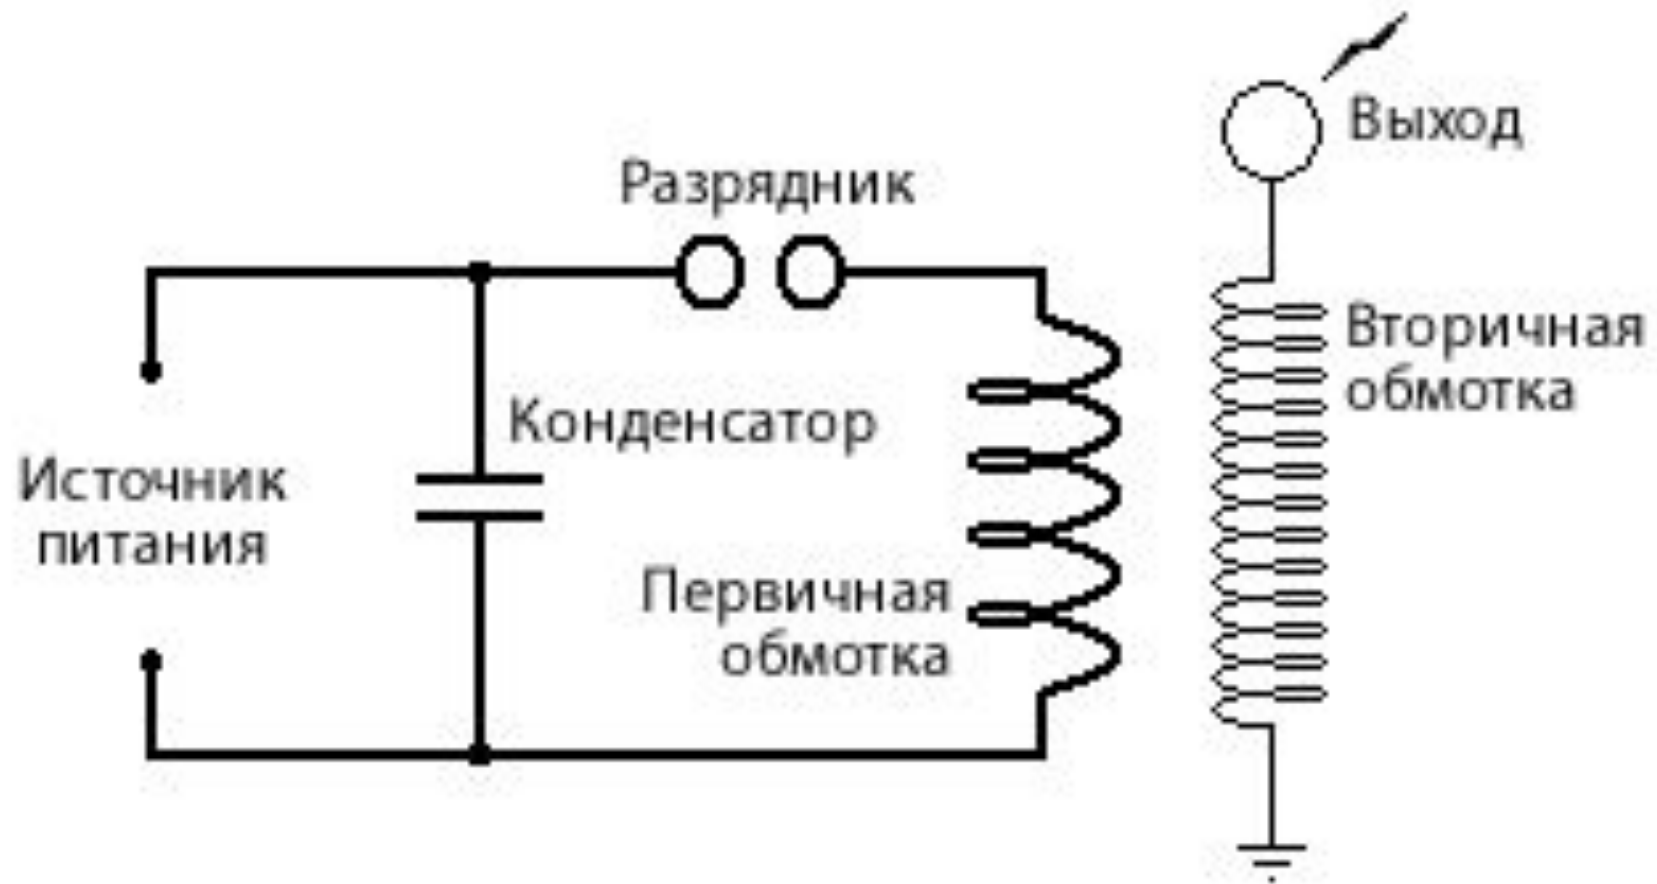 Выход
Разрядник
Вторичная
обмотка
Конденсатор
Источник
питания
Первичная
обмотка